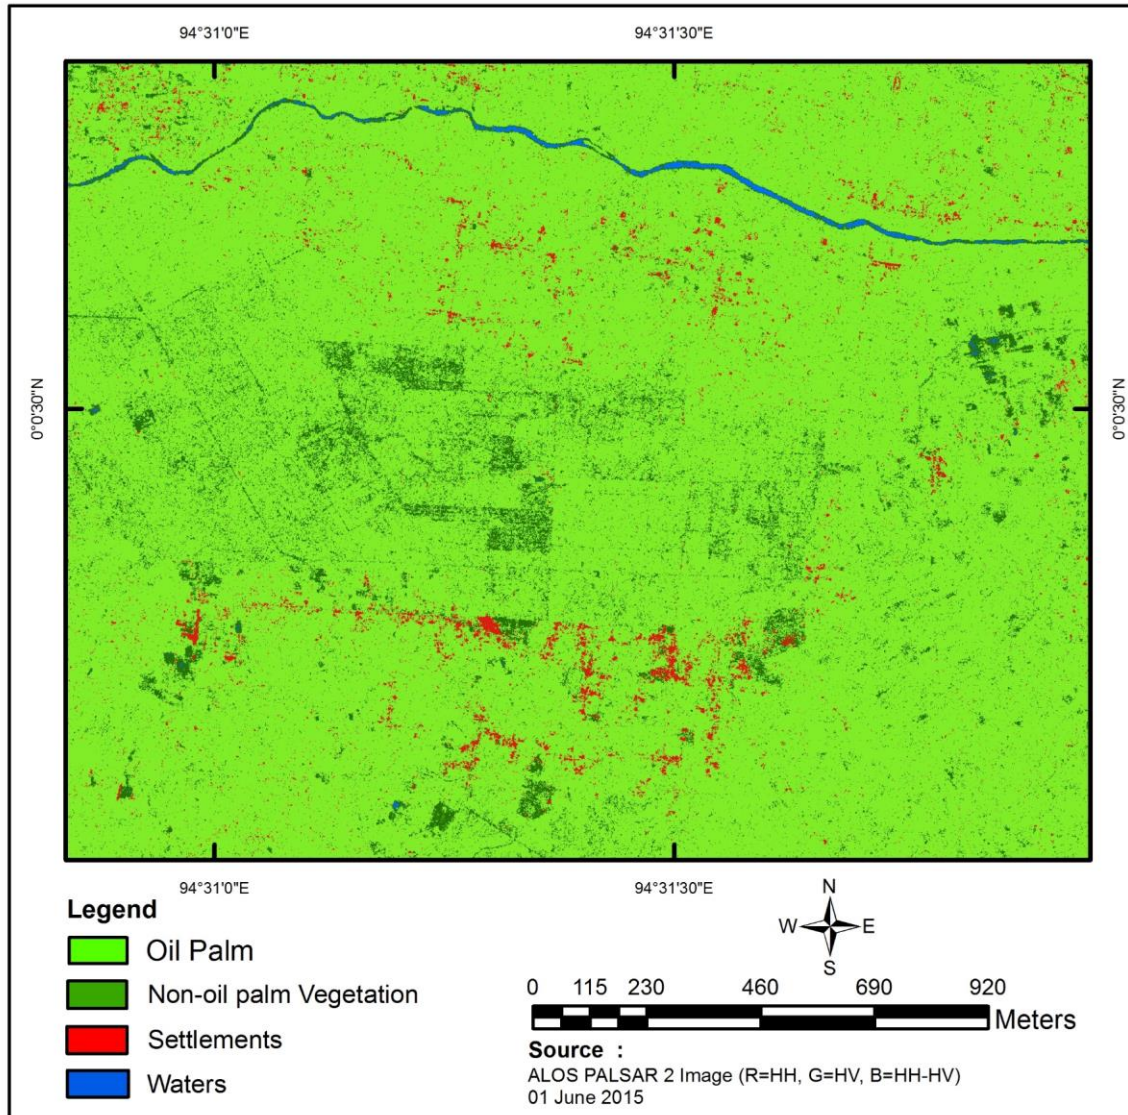 94°31'0"E 94°31'30"E
0°0'30"N 0°0'30"N
94°31'0"E 94°31'30"E
Legend
Oil Palm
Non-oil palm Vegetation
Settlements
Waters
N
W E
S
0 115 230 460 690 920
Meters
Source :
ALOS PALSAR 2 Image (R=HH, G=HV, B=HH-HV)
01 June 2015